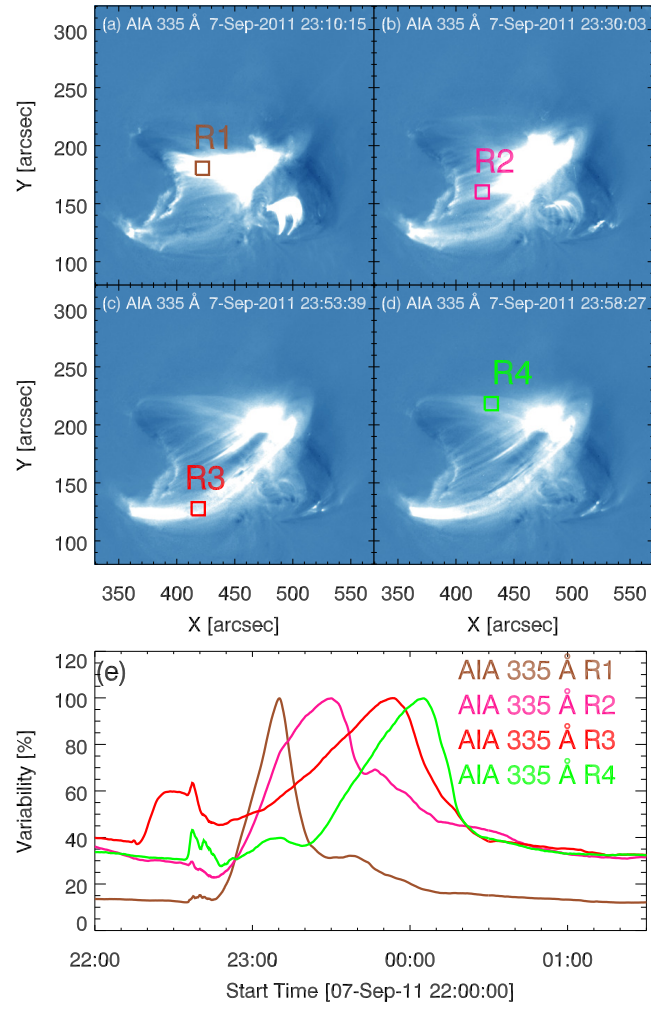 (a) AIA 335 Å 7-Sep-2011 23:10:15
(b) AIA 335 Å 7-Sep-2011 23:30:03
300
250
200
150
100
Y [arcsec]
R1
R2
(c) AIA 335 Å 7-Sep-2011 23:53:39
(d) AIA 335 Å 7-Sep-2011 23:58:27
300
250
200
150
100
Y [arcsec]
R3
R4
350 400 450 500 550
350 400 450 500 550
X [arcsec]
X [arcsec]
(e)
120
100
80
60
40
20
0
Variability [%]
AIA 335 Å R1
AIA 335 Å R2
AIA 335 Å R3
AIA 335 Å R4
22:00 23:00 00:00 01:00
Start Time [07-Sep-11 22:00:00]